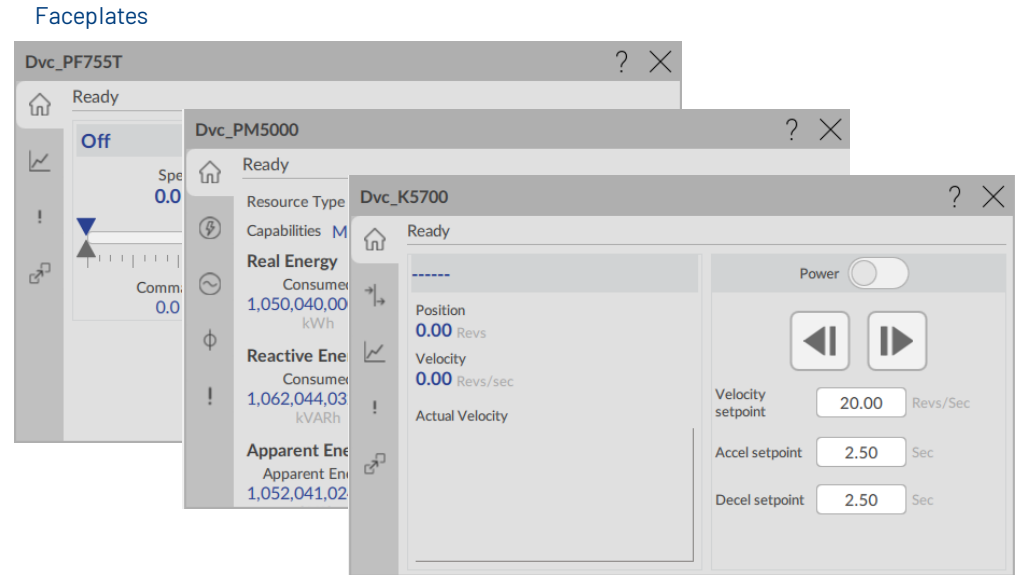 Faceplates
Dvc_PF755T ?
Ready
Off
Spe
0.0
Comm
0.0
Dvc_PM5000 ?
Ready
Resource Type
Capabilities M
Real Energy
Consumed
1,050,040,00
kWh
Reactive Ene
Consumed
1,062,044,03
kVARh
Apparent Ene
Apparent En
1,052,041,02
Dvc_K5700 ?
Ready
------
Position
0.00 Revs
Velocity
0.00 Revs/sec
Actual Velocity
Power
Velocity
setpoint 20.00 Revs/Sec
Accel setpoint 2.50 Sec
Decel setpoint 2.50 Sec